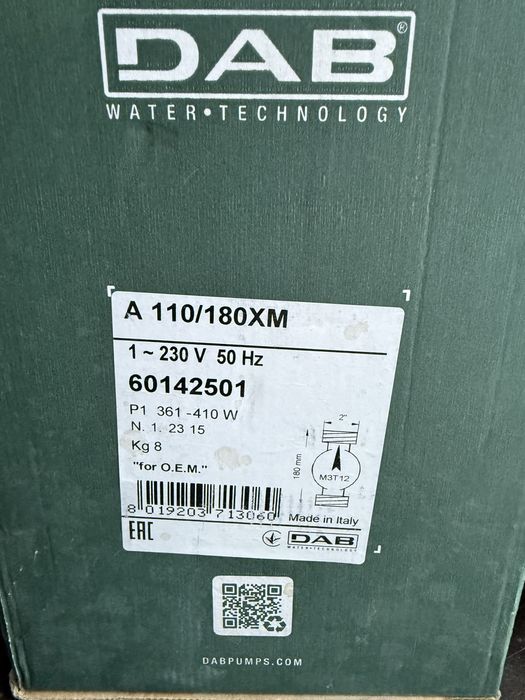 DAB®
WATER•TECHNOLOGY
A 110/180XM
1 ~ 230 V 50 Hz
60142501
P1 361 -410 W
N. 1. 23 15
Kg 8
"for O.E.M."
2"
180 mm
M3T12
8 019203 713060
Made in Italy
EAC
DAB
WATER•TECHNOLOGY
DABPUMPS.COM